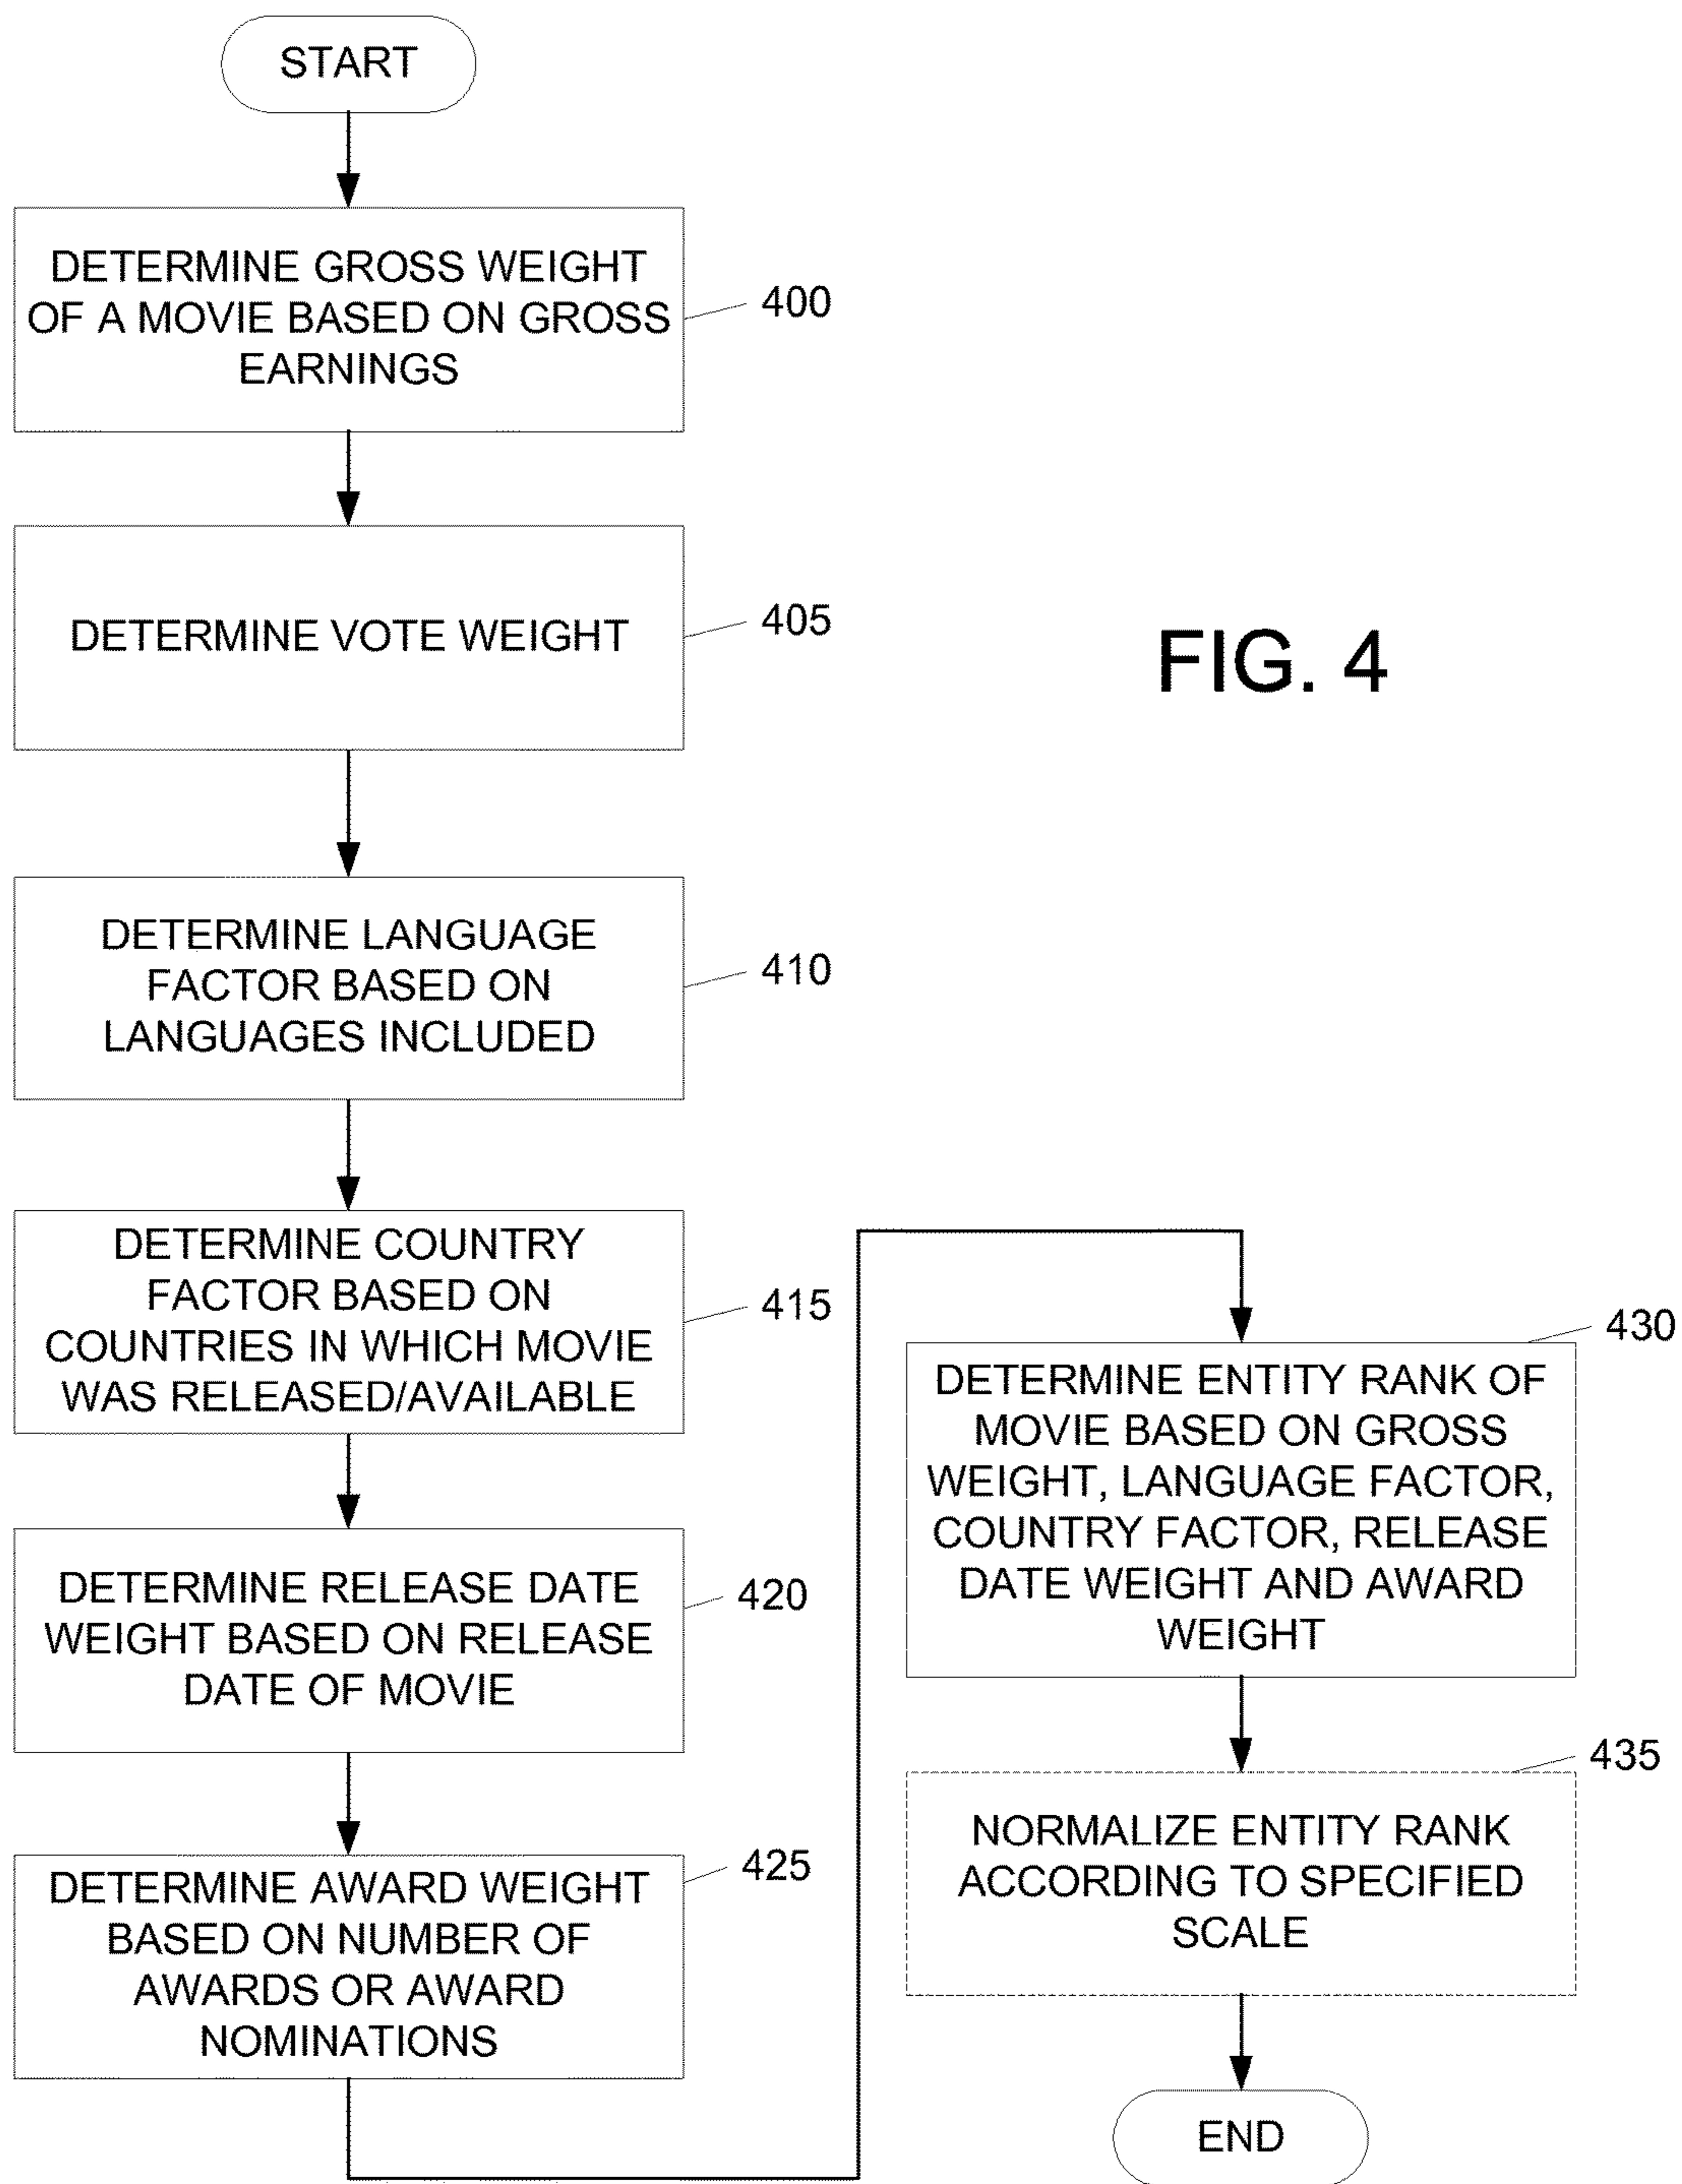 START
DETERMINE GROSS WEIGHT
OF A MOVIE BASED ON GROSS
EARNINGS
400
DETERMINE VOTE WEIGHT
405
FIG. 4
DETERMINE LANGUAGE
FACTOR BASED ON
LANGUAGES INCLUDED
410
DETERMINE COUNTRY
FACTOR BASED ON
COUNTRIES IN WHICH MOVIE
WAS RELEASED/AVAILABLE
415
DETERMINE RELEASE DATE
WEIGHT BASED ON RELEASE
DATE OF MOVIE
420
DETERMINE AWARD WEIGHT
BASED ON NUMBER OF
AWARDS OR AWARD
NOMINATIONS
425
430
DETERMINE ENTITY RANK OF
MOVIE BASED ON GROSS
WEIGHT, LANGUAGE FACTOR,
COUNTRY FACTOR, RELEASE
DATE WEIGHT AND AWARD
WEIGHT
435
NORMALIZE ENTITY RANK
ACCORDING TO SPECIFIED
SCALE
END